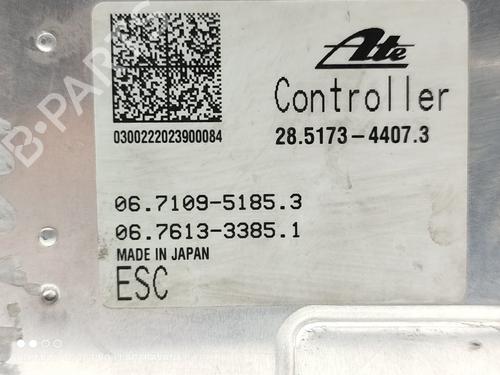 Ate
Controller
0300222023900084
28.5173-4407.3
06.7109-5185.3
06.7613-3385.1
MADE IN JAPAN
ESC
B-PARTS